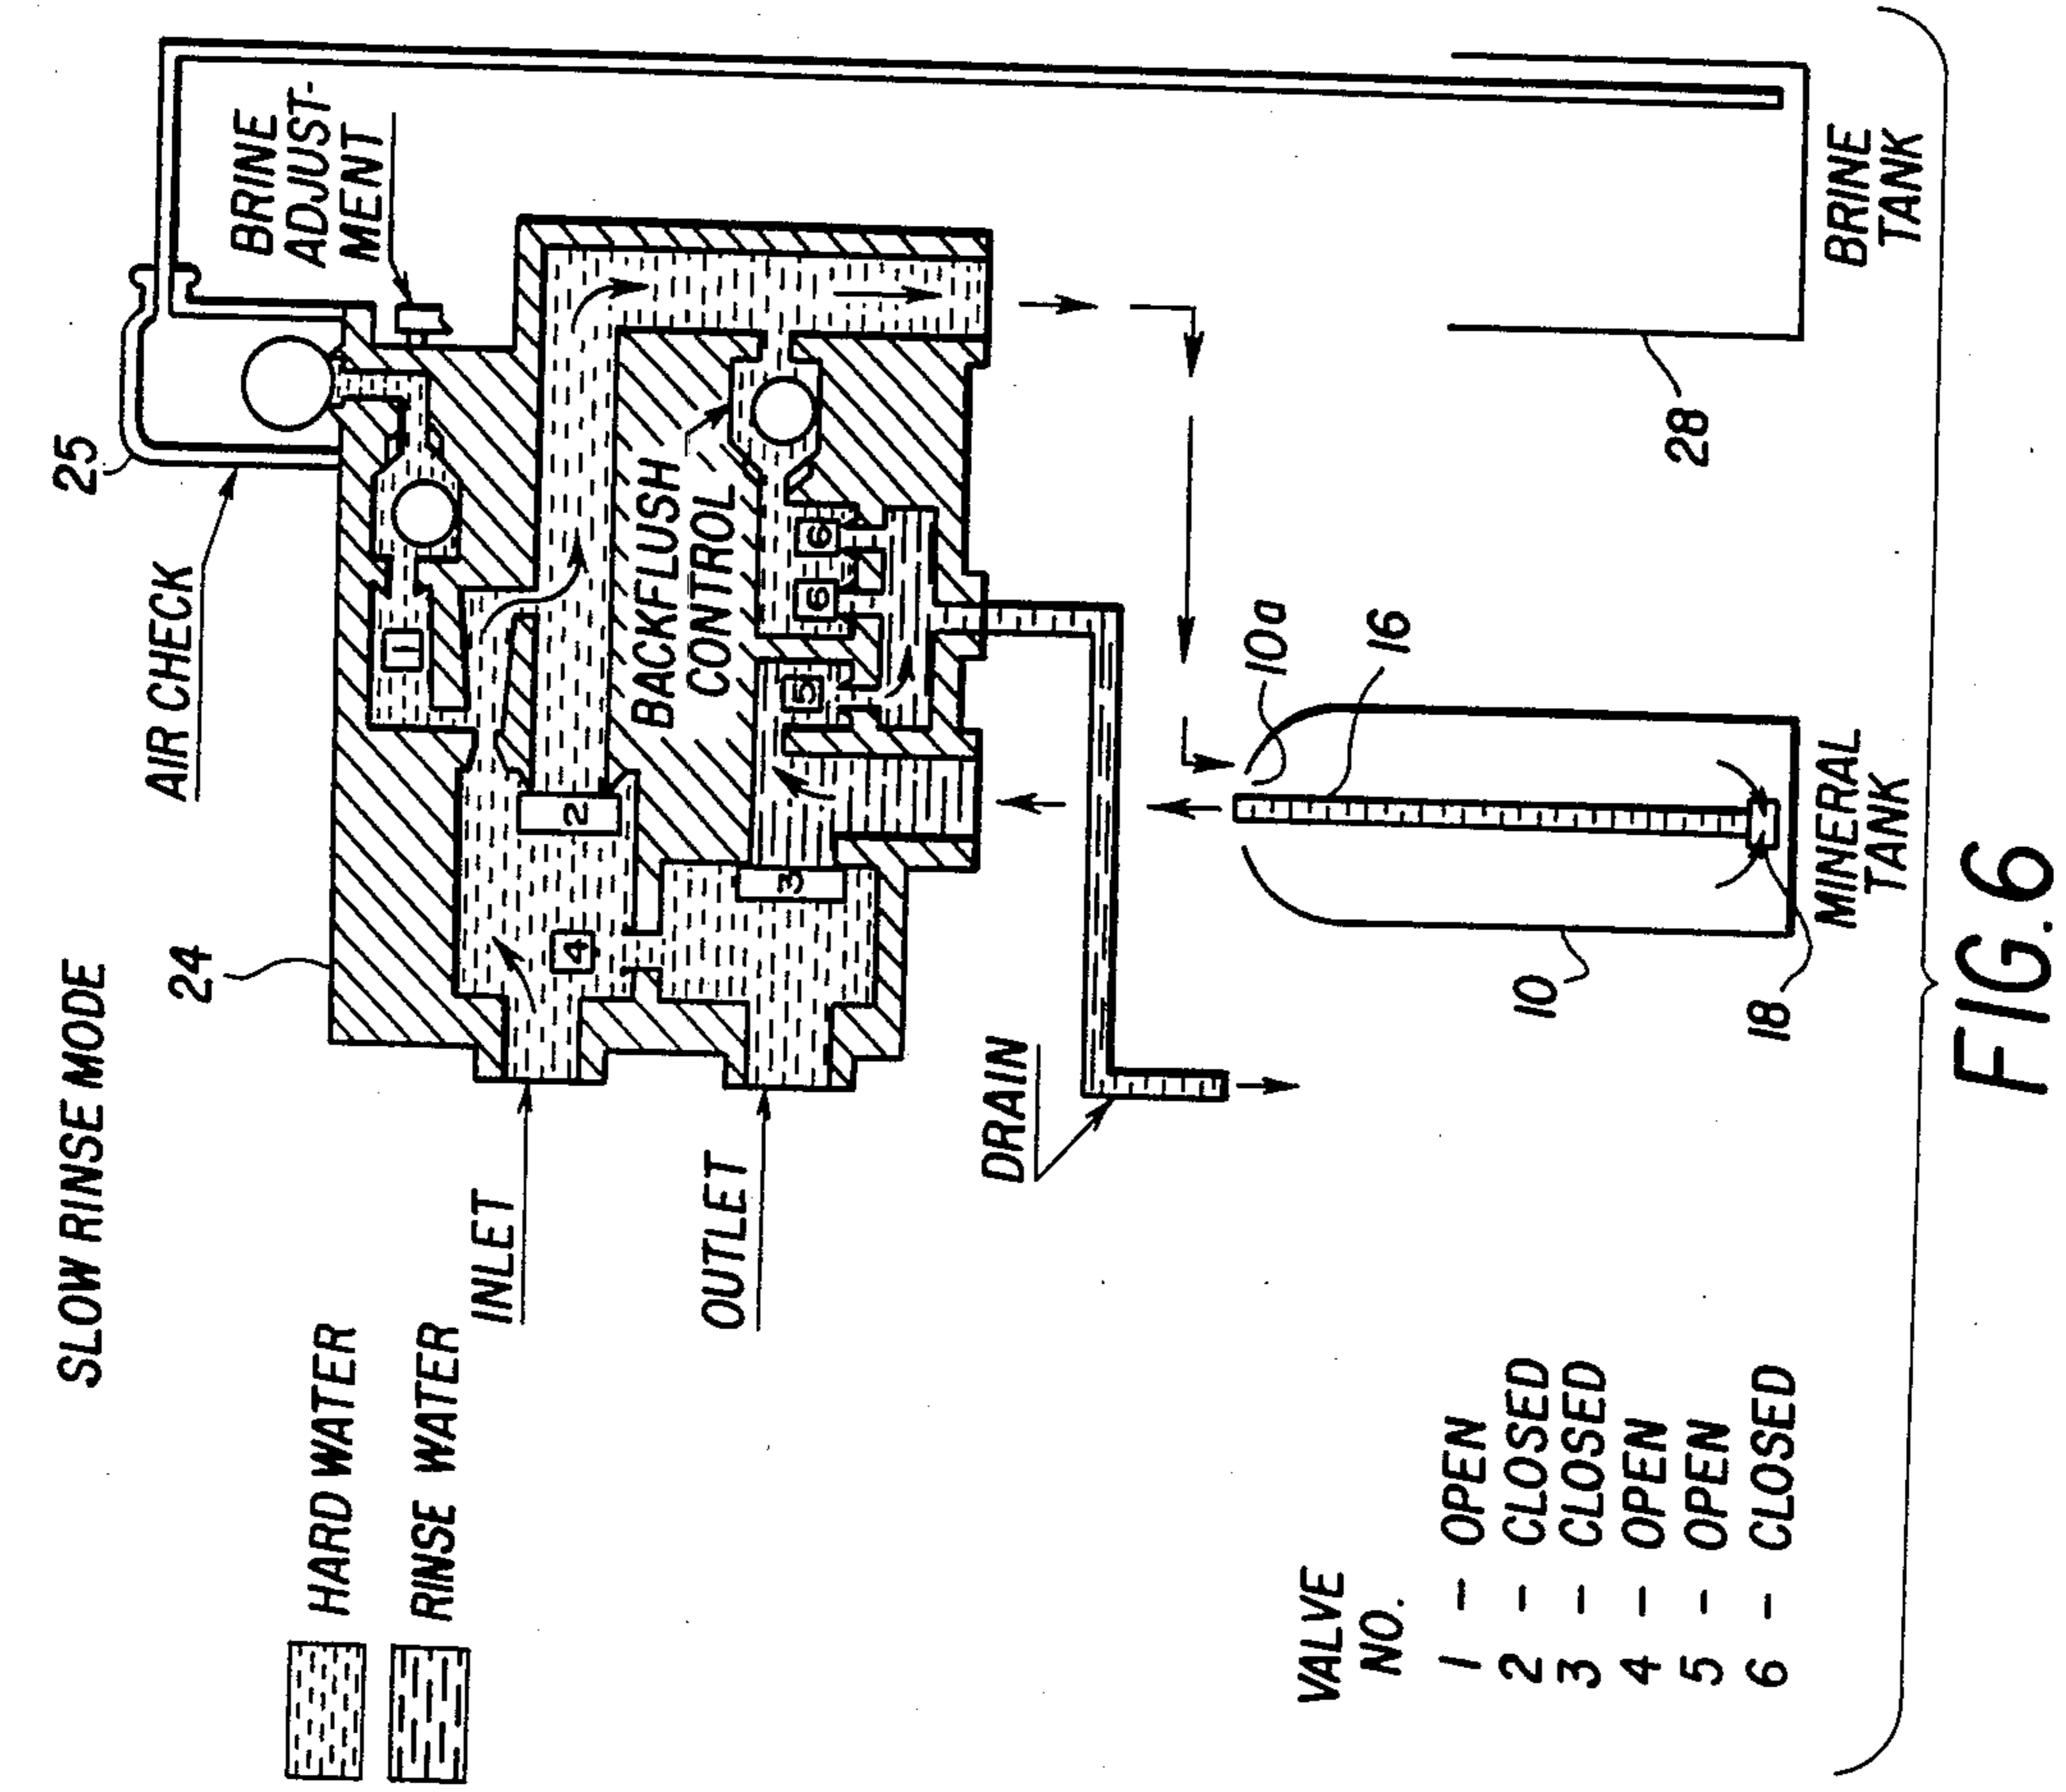 SLOW RINSE MODE
HARD WATER
RINSE WATER
24
AIR CHECK
25
BRINE
ADJUST-
MENT
INLET
OUTLET
1
2
3
4
5
6
6
BACKFLUSH
CONTROL
DRAIN
10a
16
10
18
28
MINERAL
TANK
BRINE
TANK
VALVE
NO.
1 - OPEN
2 - CLOSED
3 - CLOSED
4 - OPEN
5 - OPEN
6 - CLOSED
FIG.6